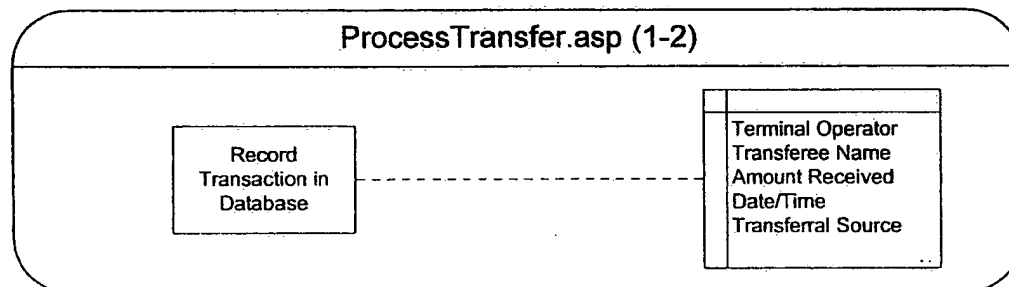 ProcessTransfer.asp (1-2)
Record
Transaction in
Database
Terminal Operator
Transferee Name
Amount Received
Date/Time
Transferral Source